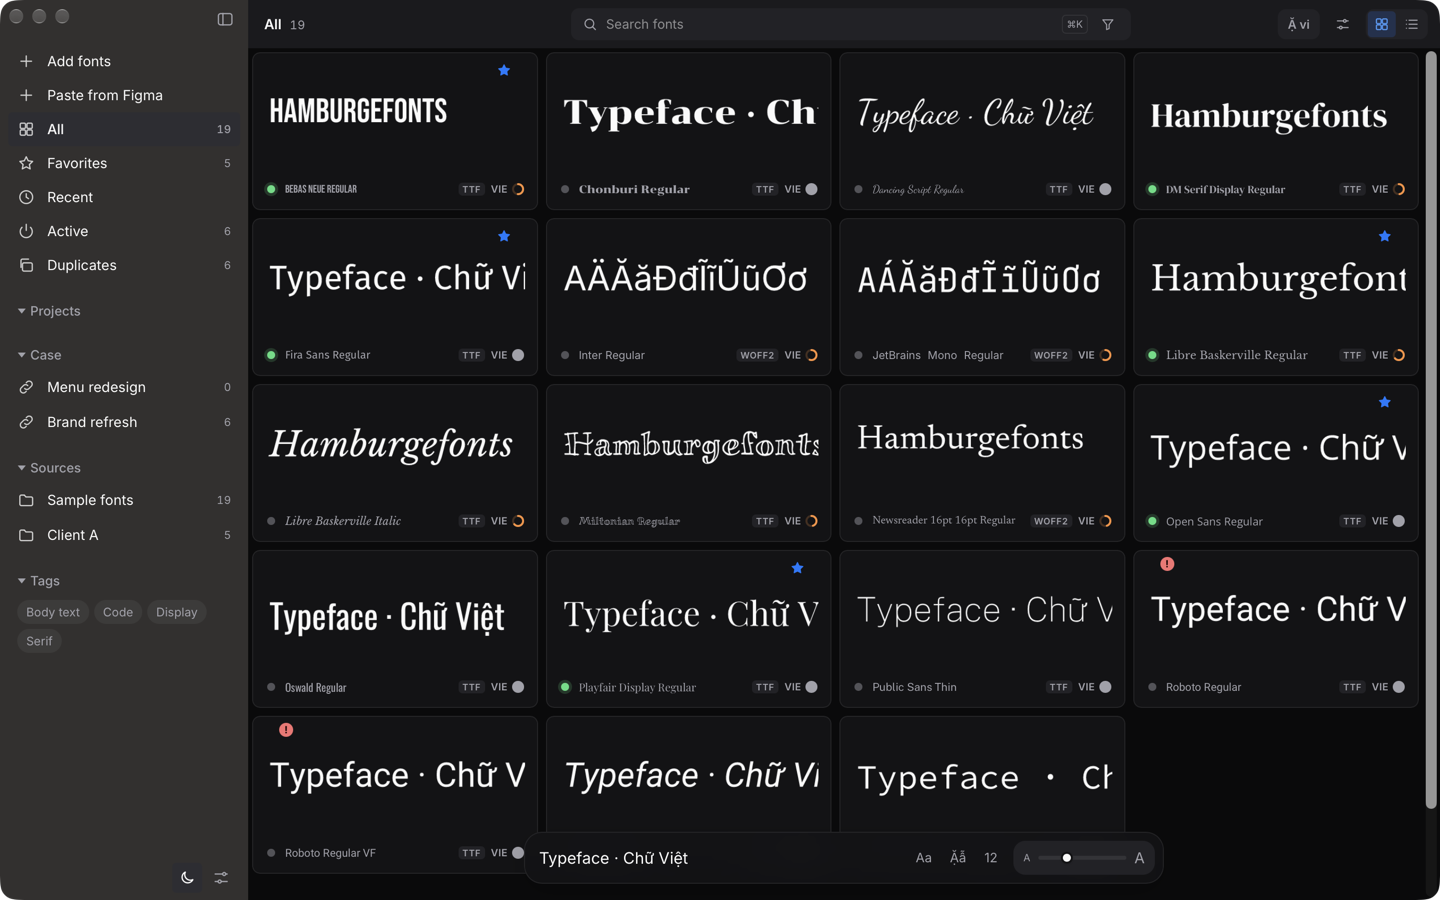 All 19
Search fonts
⌘K
Ặ vi
Add fonts
Paste from Figma
All 19
Favorites 5
Recent
Active 6
Duplicates 6
Projects
Case
Menu redesign 0
Brand refresh 6
Sources
Sample fonts 19
Client A 5
Tags
Body text Code Display
Serif
HAMBURGEFONTS
BEBAS NEUE REGULAR TTF VIE
Typeface · Ch
Chonburi Regular TTF VIE
Typeface · Chữ Việt
Dancing Script Regular TTF VIE
Hamburgefonts
DM Serif Display Regular TTF VIE
Typeface · Chữ Vi
Fira Sans Regular TTF VIE
AÄĂăĐđĨĩŨũƠơ
Inter Regular WOFF2 VIE
AÁĂăĐđĨĩŨũƠơ
JetBrains Mono Regular WOFF2 VIE
Hamburgefont
Libre Baskerville Regular TTF VIE
Hamburgefonts
Libre Baskerville Italic TTF VIE
Hamburgefonts
Miltonian Regular TTF VIE
Hamburgefonts
Newsreader 16pt 16pt Regular WOFF2 VIE
Typeface · Chữ V
Open Sans Regular TTF VIE
Typeface · Chữ Việt
Oswald Regular TTF VIE
Typeface · Chữ V
Playfair Display Regular TTF VIE
Typeface · Chữ V
Public Sans Thin TTF VIE
Typeface · Chữ V
Roboto Regular TTF VIE
Typeface · Chữ V
Roboto Regular VF TTF VIE
Typeface · Chữ Vi
Typeface · Ch
Typeface · Chữ Việt
Aa Ặẫ 12 A A